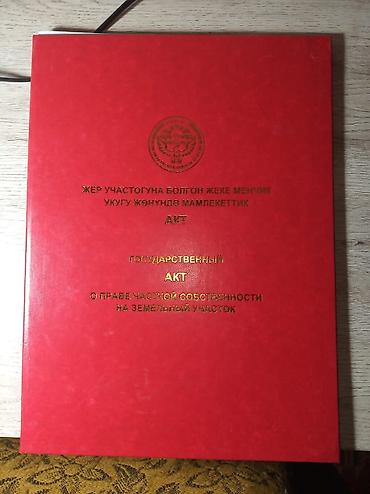 ЖЕР УЧАСТОГУНА БОЛГОН ЖЕКЕ МЕНЧИК
УКУГУ ЖӨНҮНДӨ МАМЛЕКЕТТИК
АКТ
ГОСУДАРСТВЕННЫЙ
АКТ
О ПРАВЕ ЧАСТНОЙ СОБСТВЕННОСТИ
НА ЗЕМЕЛЬНЫЙ УЧАСТОК